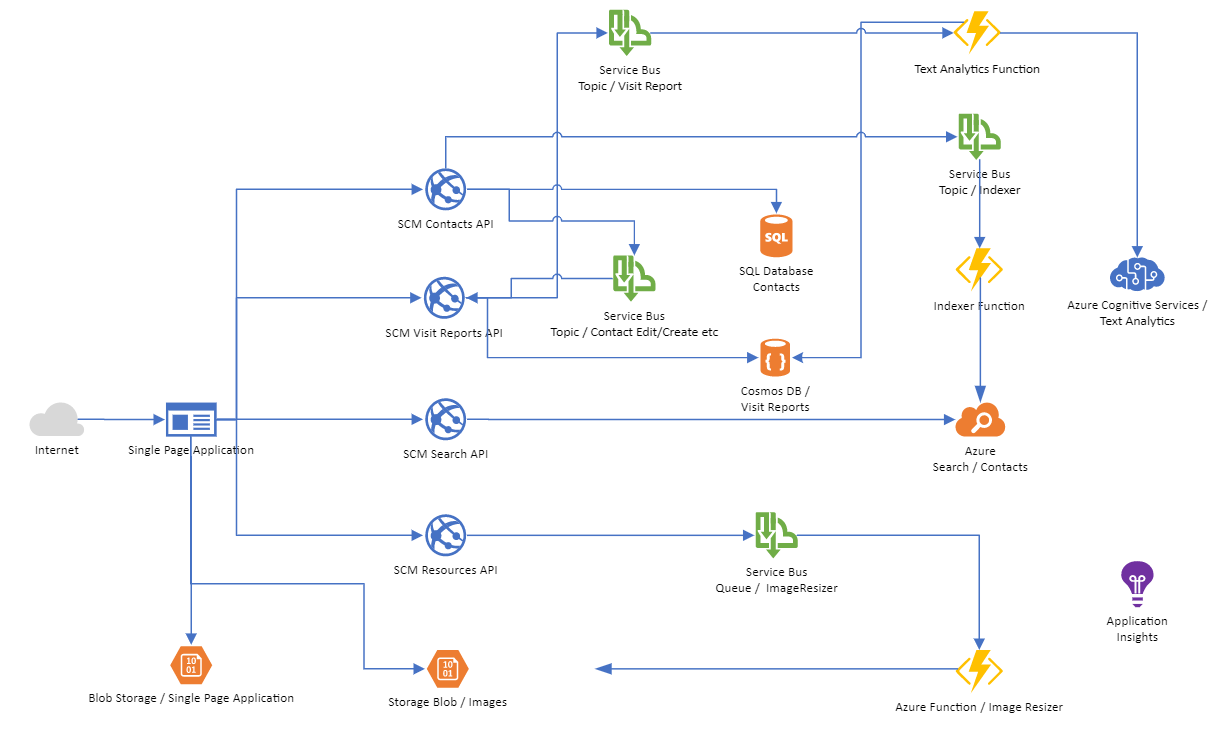 Service Bus
Topic / Visit Report
Text Analytics Function
Service Bus
Topic / Indexer
SCM Contacts API
SQL
SQL Database
Contacts
Indexer Function
Azure Cognitive Services /
Text Analytics
Service Bus
Topic / Contact Edit/Create etc
SCM Visit Reports API
{ }
Cosmos DB /
Visit Reports
Internet
Single Page Application
SCM Search API
Azure
Search / Contacts
SCM Resources API
Service Bus
Queue / ImageResizer
Application
Insights
10
01
Blob Storage / Single Page Application
10
01
Storage Blob / Images
Azure Function / Image Resizer